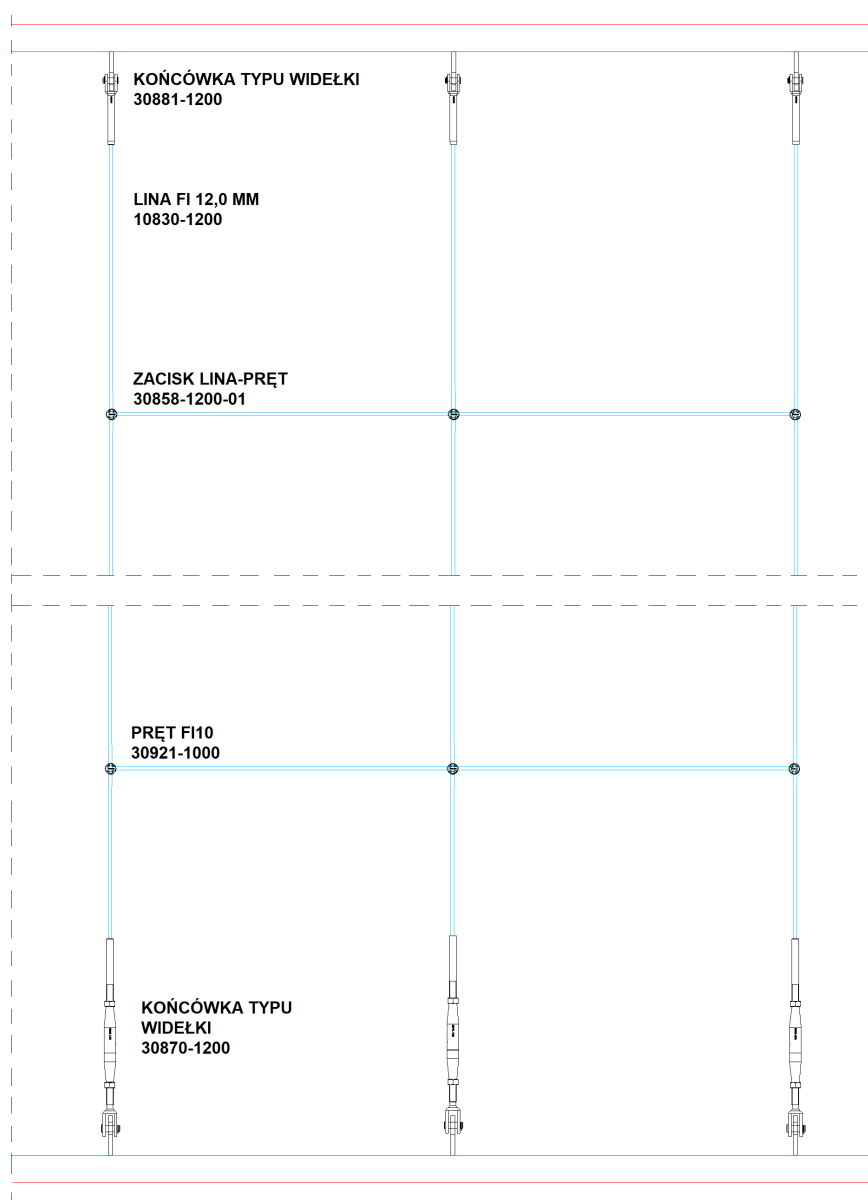 KOŃCÓWKA TYPU WIDEŁKI
30881-1200
LINA FI 12,0 MM
10830-1200
ZACISK LINA-PRĘT
30858-1200-01
PRĘT FI10
30921-1000
KOŃCÓWKA TYPU
WIDEŁKI
30870-1200